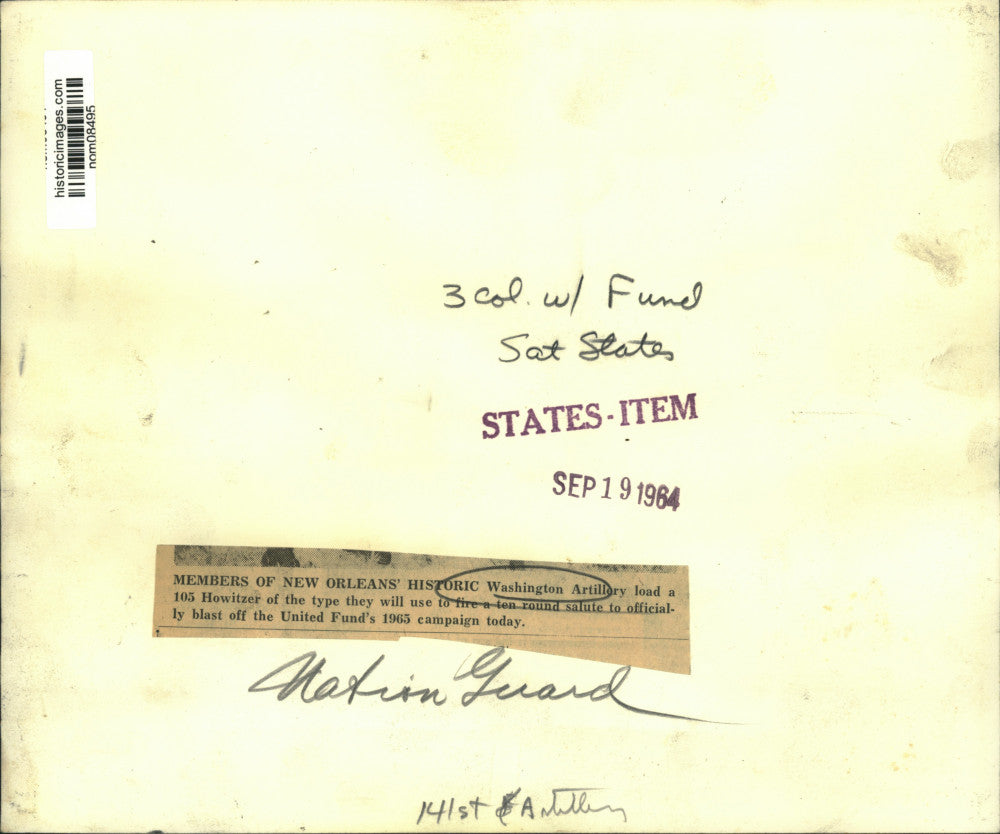 historicimages.com
nom08495
3 col. w/ Fund
Sat States
STATES-ITEM
SEP 19 1964
MEMBERS OF NEW ORLEANS' HISTORIC Washington Artillery load a
105 Howitzer of the type they will use to fire a ten round salute to official-
ly blast off the United Fund's 1965 campaign today.
Nation Guard
141st Artillery